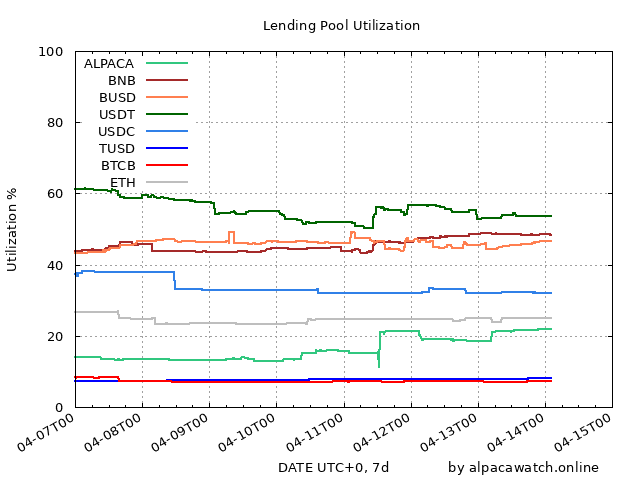 Lending Pool Utilization
100
80
60
40
20
0
Utilization %
ALPACA
BNB
BUSD
USDT
USDC
TUSD
BTCB
ETH
04-07T00
04-08T00
04-09T00
04-10T00
04-11T00
04-12T00
04-13T00
04-14T00
04-15T00
DATE UTC+0, 7d
by alpacawatch.online